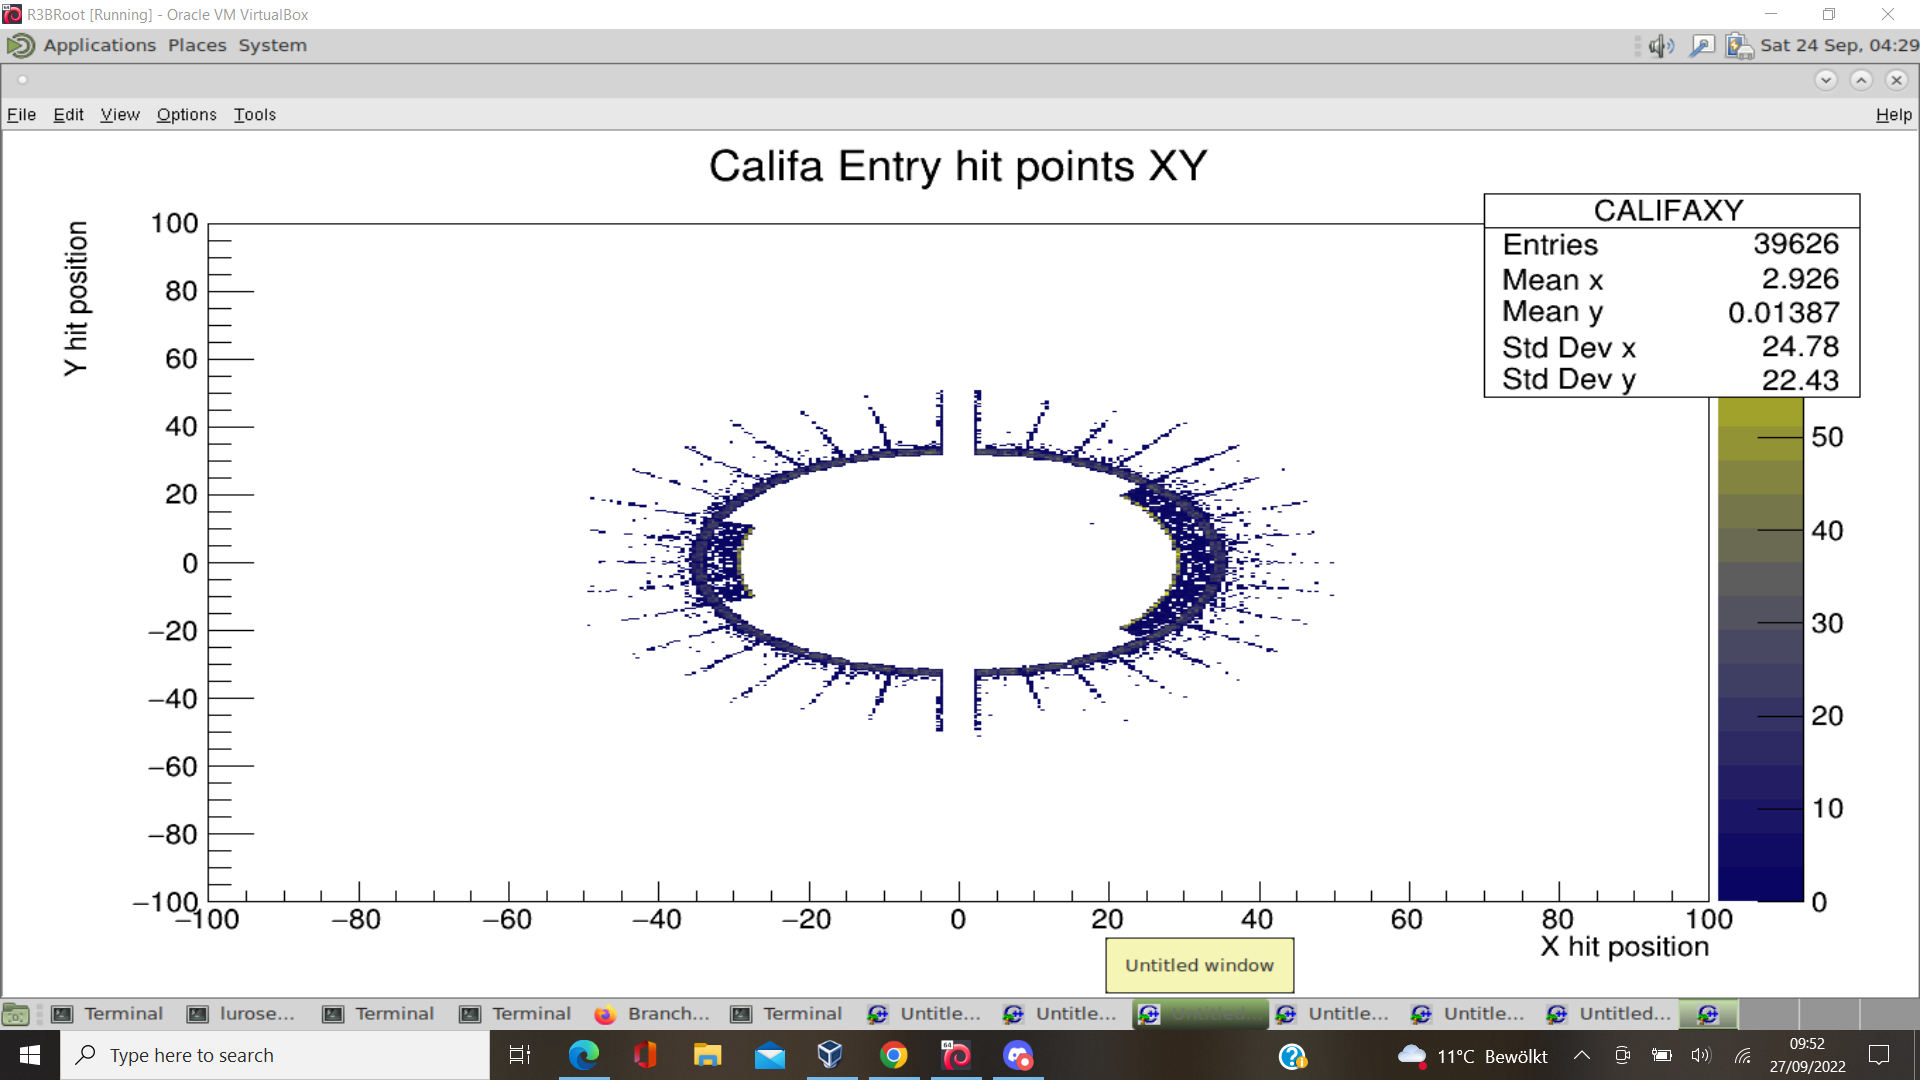 R3BRoot [Running] - Oracle VM VirtualBox
Applications Places System
Sat 24 Sep, 04:29
File Edit View Options Tools Help
Califa Entry hit points XY
CALIFAXY
Entries 39626
Mean x 2.926
Mean y 0.01387
Std Dev x 24.78
Std Dev y 22.43
Y hit position
100
80
60
40
20
0
−20
−40
−60
−80
−100
−100 −80 −60 −40 −20 0 20 40 60 80 100
X hit position
50
40
30
20
10
0
Untitled window
Terminal lurose... Terminal Terminal Branch... Terminal Untitle... Untitle... Untitled... Untitle... Untitle... Untitled...
64
Type here to search
11°C Bewölkt
09:52
27/09/2022